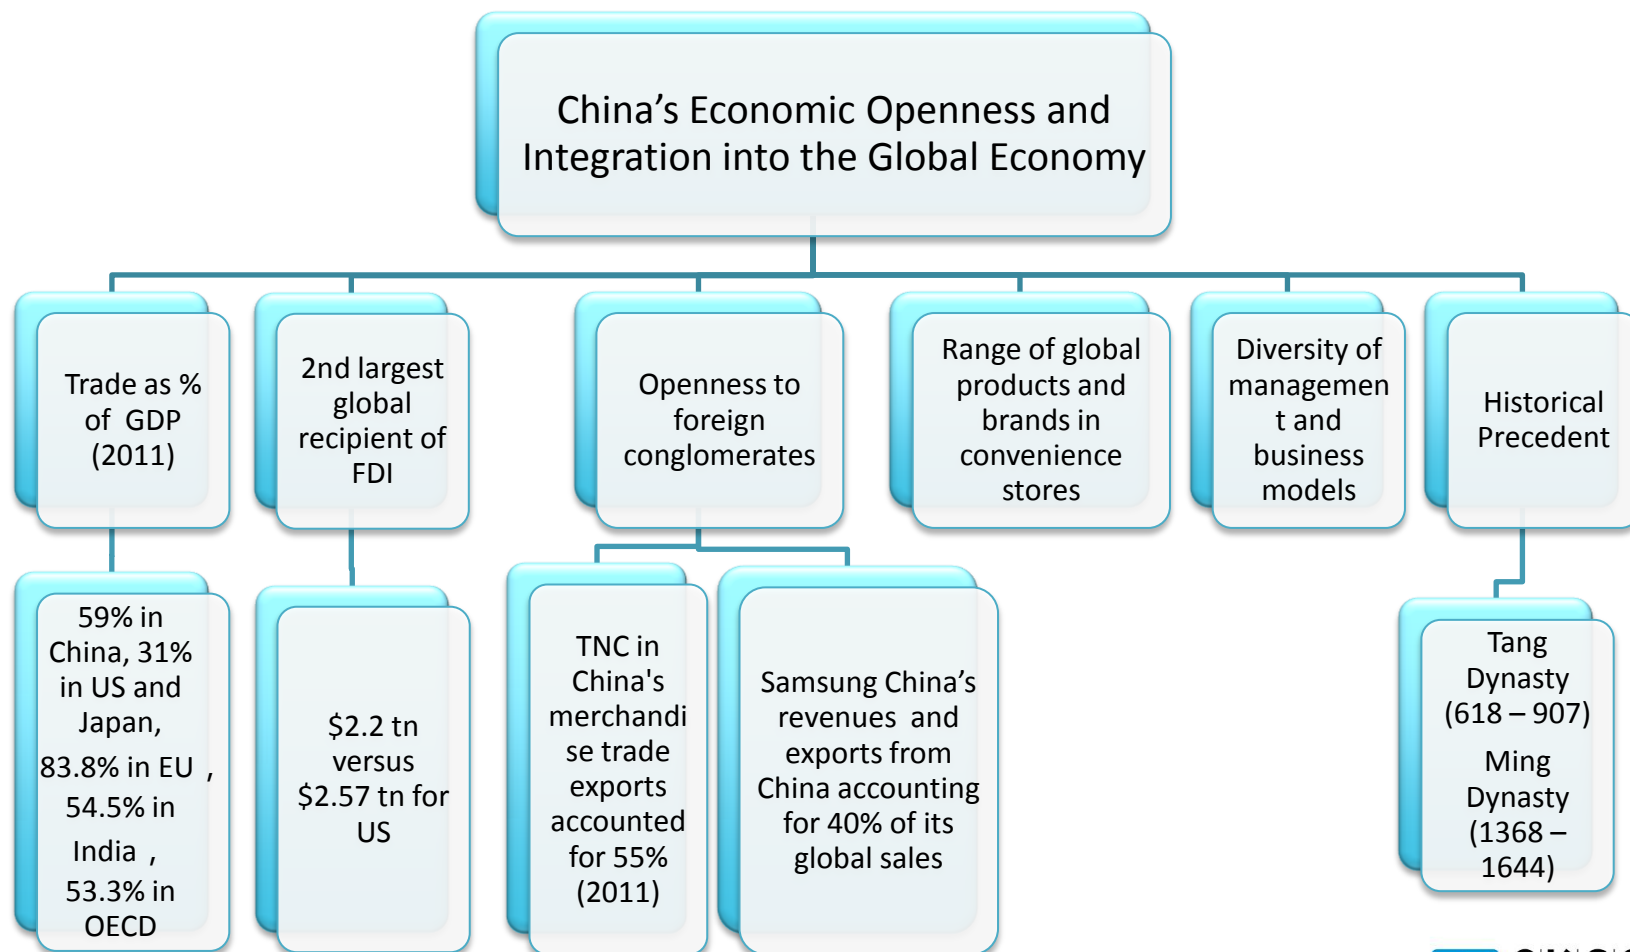 China’s Economic Openness and
Integration into the Global Economy
Trade as %
of GDP
(2011)
2nd largest
global
recipient of
FDI
Openness to
foreign
conglomerates
Range of global
products and
brands in
convenience
stores
Diversity of
managemen
t and
business
models
Historical
Precedent
59% in
China, 31%
in US and
Japan,
83.8% in EU ,
54.5% in
India ,
53.3% in
OECD
$2.2 tn
versus
$2.57 tn for
US
TNC in
China's
merchandi
se trade
exports
accounted
for 55%
(2011)
Samsung China’s
revenues and
exports from
China accounting
for 40% of its
global sales
Tang
Dynasty
(618 – 907)
Ming
Dynasty
(1368 –
1644)